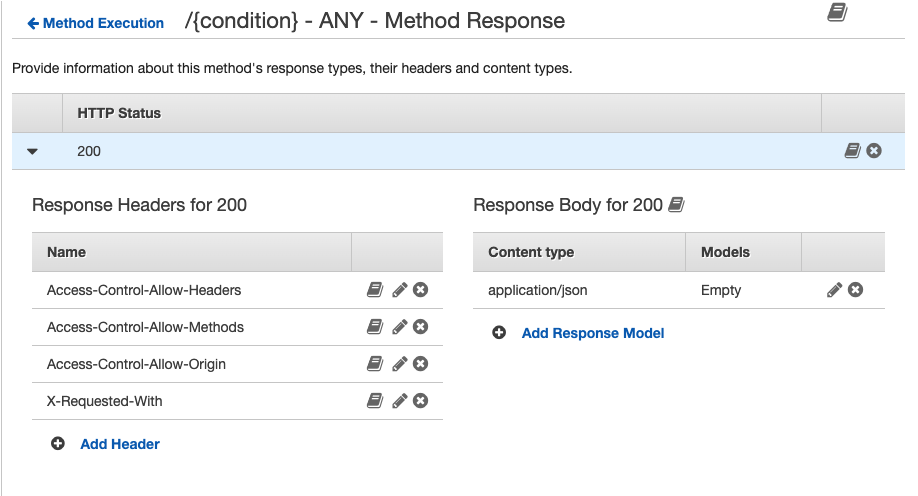 Method Execution /{condition} - ANY - Method Response
Provide information about this method's response types, their headers and content types.
HTTP Status
200
Response Headers for 200
Name
Access-Control-Allow-Headers
Access-Control-Allow-Methods
Access-Control-Allow-Origin
X-Requested-With
Add Header
Response Body for 200
Content type Models
application/json Empty
Add Response Model